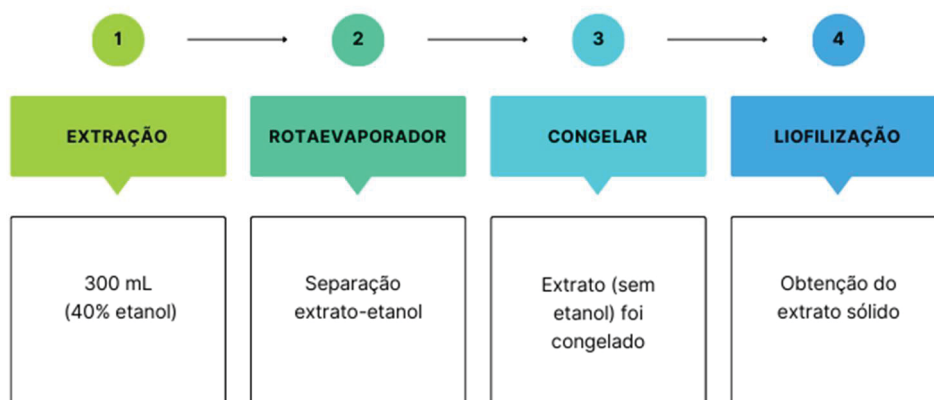 1
2
3
4
EXTRAÇÃO
ROTAEVAPORADOR
CONGELAR
LIOFILIZAÇÃO
300 mL
(40% etanol)
Separação
extrato-etanol
Extrato (sem
etanol) foi
congelado
Obtenção do
extrato sólido